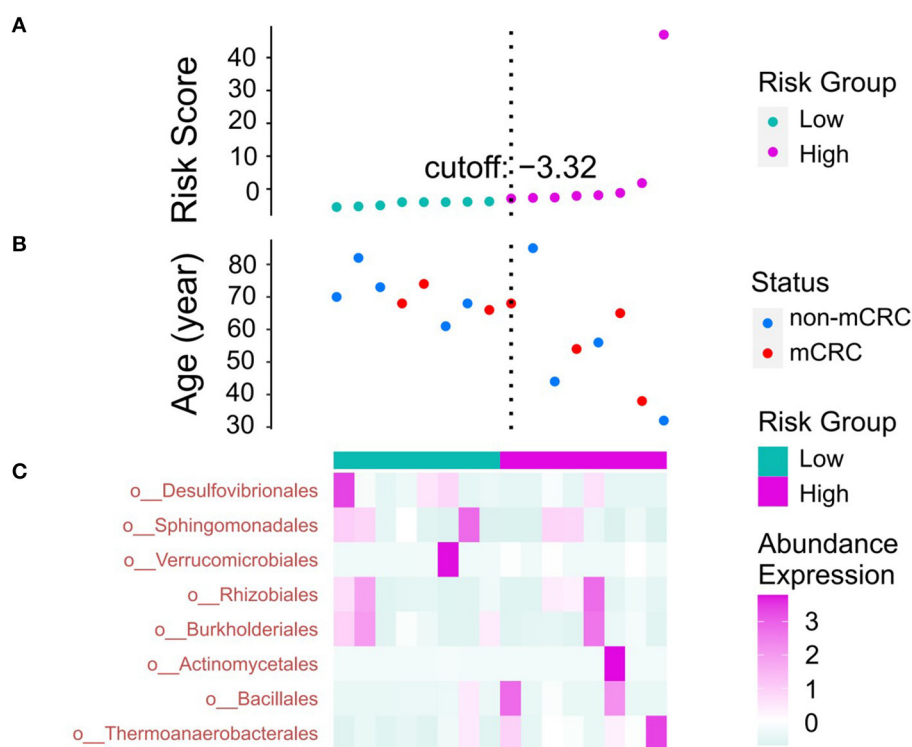 A
Risk Score
40
30
20
10
0
cutoff: −3.32
Risk Group
Low
High
B
Age (year)
80
70
60
50
40
30
Status
non-mCRC
mCRC
C
o__Desulfovibrionales
o__Sphingomonadales
o__Verrucomicrobiales
o__Rhizobiales
o__Burkholderiales
o__Actinomycetales
o__Bacillales
o__Thermoanaerobacterales
Risk Group
Low
High
Abundance
Expression
3
2
1
0